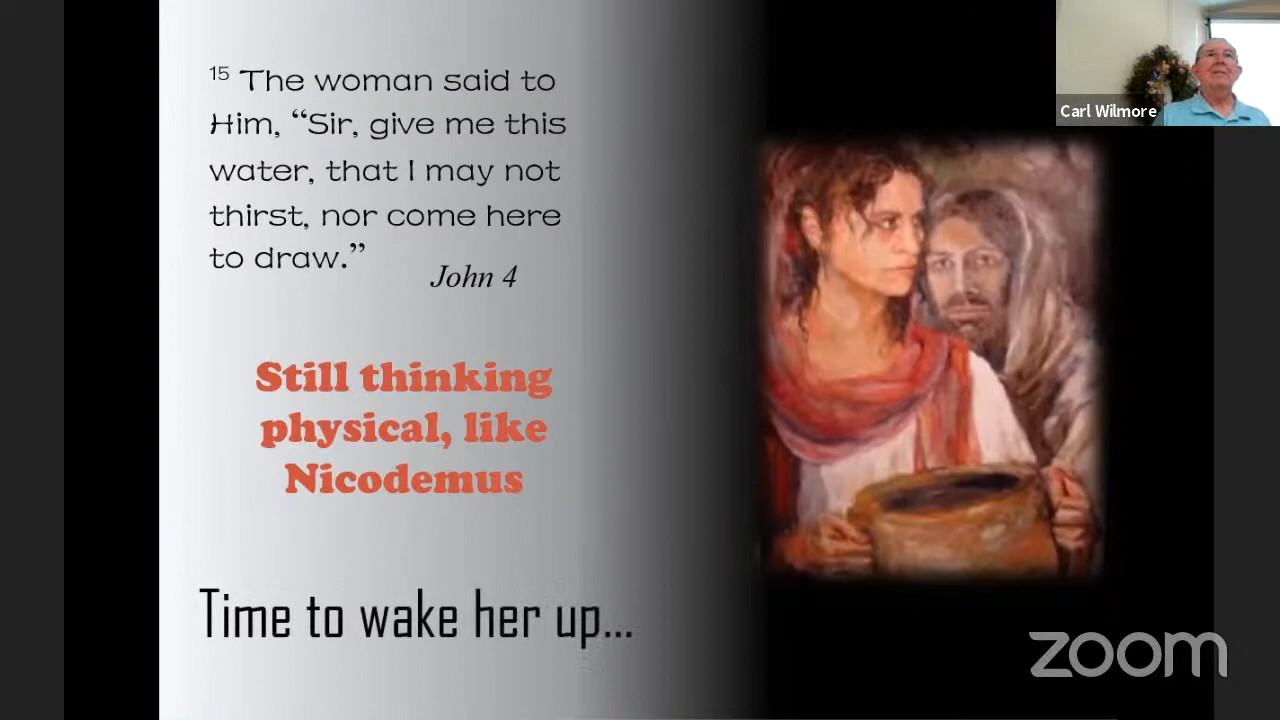 15 The woman said to
Him, “Sir, give me this
water, that I may not
thirst, nor come here
to draw.”
John 4
Still thinking
physical, like
Nicodemus
Time to wake her up...
Carl Wilmore
zoom